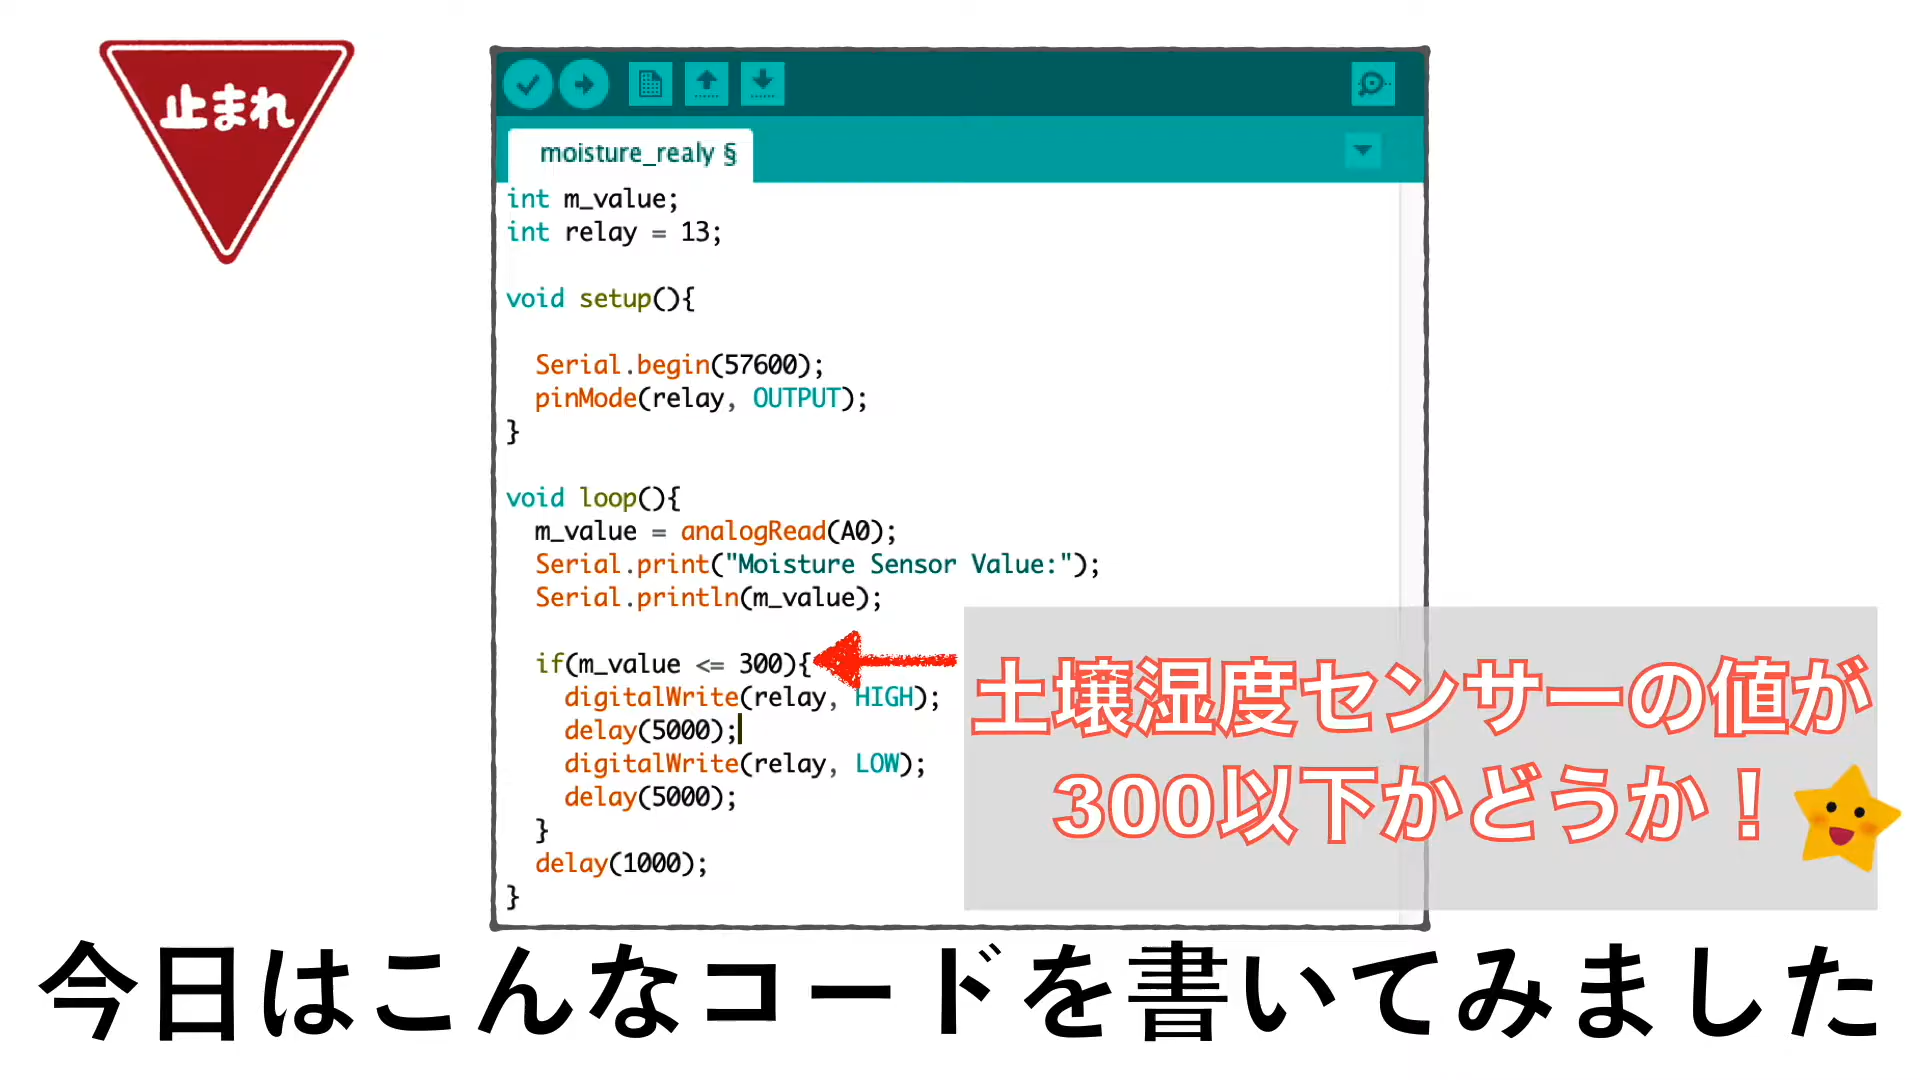 止まれ
moisture_realy §
int m_value;
int relay = 13;
void setup(){
Serial.begin(57600);
pinMode(relay, OUTPUT);
}
void loop(){
m_value = analogRead(A0);
Serial.print("Moisture Sensor Value:");
Serial.println(m_value);
if(m_value <= 300){
digitalWrite(relay, HIGH);
delay(5000);
digitalWrite(relay, LOW);
delay(5000);
}
delay(1000);
}
土壌湿度センサーの値が
300以下かどうか！
今日はこんなコードを書いてみました